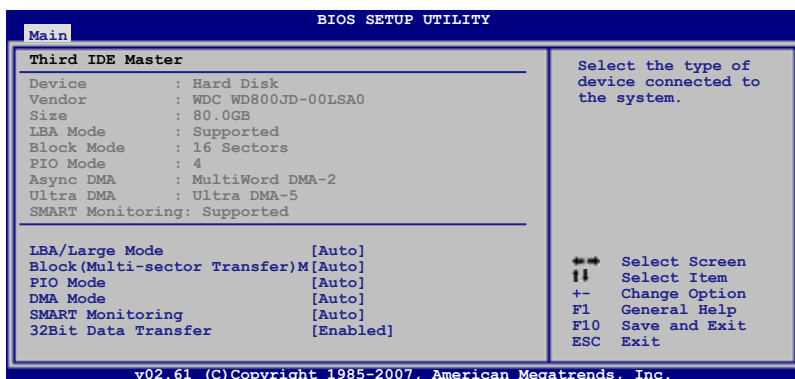 BIOS SETUP UTILITY
Main
Third IDE Master
Device : Hard Disk
Vendor : WDC WD800JD-00LSA0
Size : 80.0GB
LBA Mode : Supported
Block Mode : 16 Sectors
PIO Mode : 4
Async DMA : MultiWord DMA-2
Ultra DMA : Ultra DMA-5
SMART Monitoring: Supported
LBA/Large Mode [Auto]
Block(Multi-sector Transfer)M[Auto]
PIO Mode [Auto]
DMA Mode [Auto]
SMART Monitoring [Auto]
32Bit Data Transfer [Enabled]
Select the type of
device connected to
the system.
←→ Select Screen
↑↓ Select Item
+- Change Option
F1 General Help
F10 Save and Exit
ESC Exit
v02.61 (C)Copyright 1985-2007, American Megatrends, Inc.